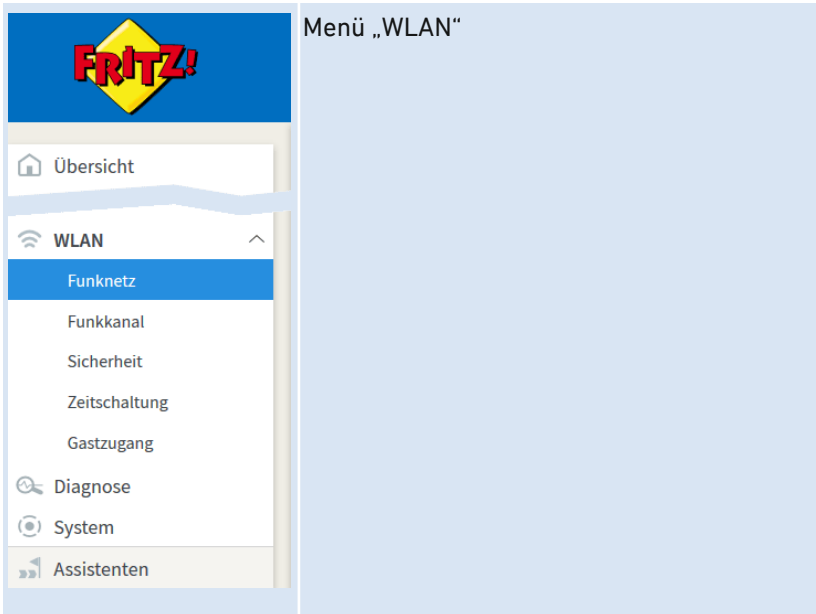 FRITZ!
Menü „WLAN“
Übersicht
WLAN
Funknetz
Funkkanal
Sicherheit
Zeitschaltung
Gastzugang
Diagnose
System
Assistenten